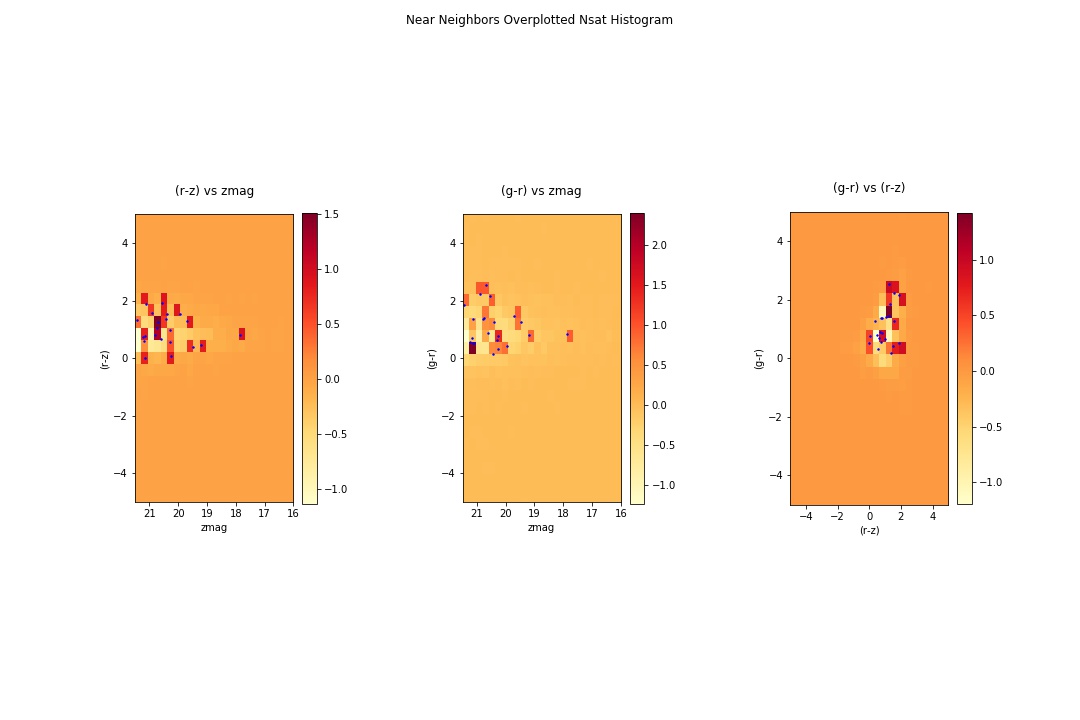 Near Neighbors Overplotted Nsat Histogram
(r-z) vs zmag
(g-r) vs zmag
(g-r) vs (r-z)
4
2
0
−2
−4
(r-z)
21 20 19 18 17 16
zmag
1.5
1.0
0.5
0.0
−0.5
−1.0
4
2
0
−2
−4
(g-r)
21 20 19 18 17 16
zmag
2.0
1.5
1.0
0.5
0.0
−0.5
−1.0
4
2
0
−2
−4
(g-r)
−4 −2 0 2 4
(r-z)
1.0
0.5
0.0
−0.5
−1.0